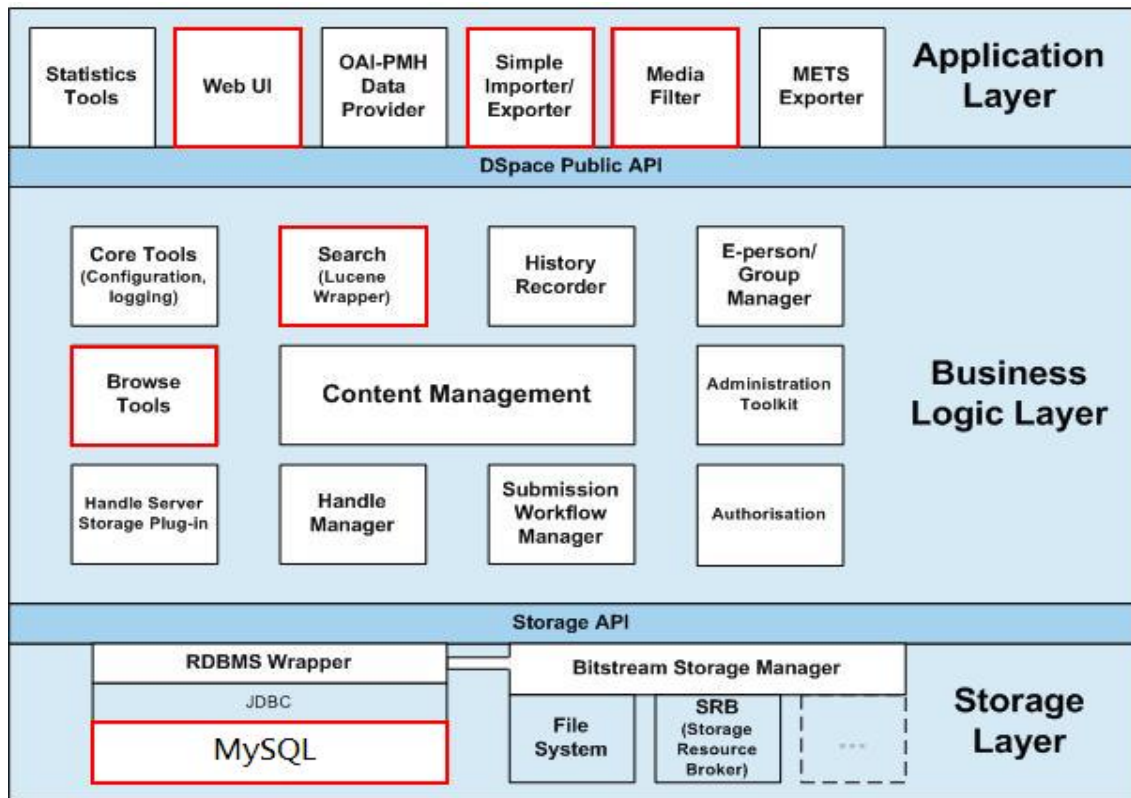 Statistics
Tools
Web UI
OAI-PMH
Data
Provider
Simple
Importer/
Exporter
Media
Filter
METS
Exporter
Application
Layer
DSpace Public API
Core Tools
(Configuration,
logging)
Search
(Lucene
Wrapper)
History
Recorder
E-person/
Group
Manager
Browse
Tools
Content Management
Administration
Toolkit
Business
Logic Layer
Handle Server
Storage Plug-in
Handle
Manager
Submission
Workflow
Manager
Authorisation
Storage API
RDBMS Wrapper
JDBC
MySQL
Bitstream Storage Manager
File
System
SRB
(Storage
Resource
Broker)
...
Storage
Layer